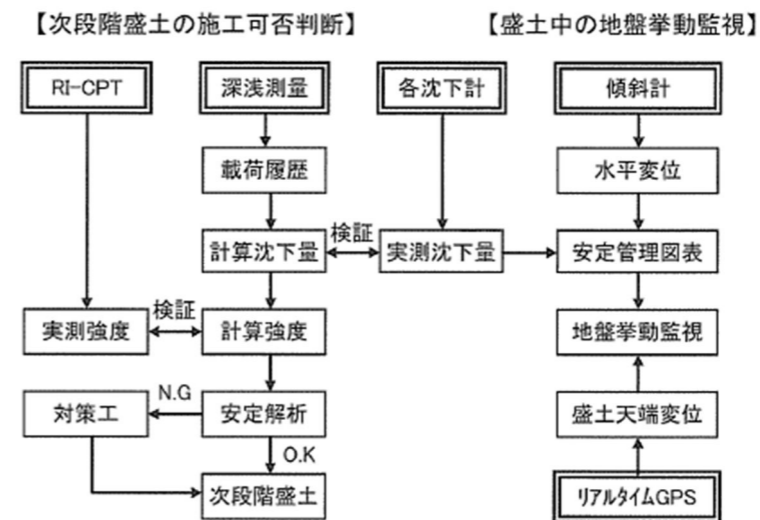 【次段階盛土の施工可否判断】 【盛土中の地盤挙動監視】
RI-CPT 深浅測量 各沈下計 傾斜計
載荷履歴 水平変位
計算沈下量 検証 実測沈下量 安定管理図表
実測強度 検証 計算強度 地盤挙動監視
対策工 N.G 安定解析 盛土天端変位
O.K
次段階盛土 リアルタイムGPS